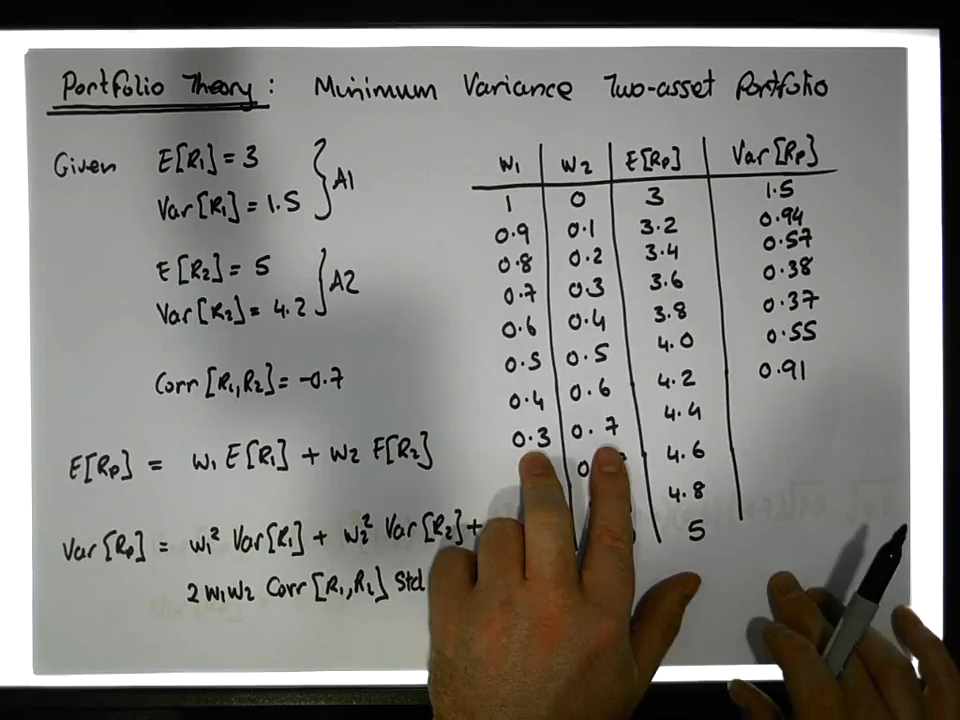 Portfolio Theory: Minimum Variance Two-asset Portfolio
Given E[R1] = 3
Var[R1] = 1.5
} A1
E[R2] = 5
Var[R2] = 4.2
} A2
Corr[R1,R2] = -0.7
E[Rp] = w1 E[R1] + w2 E[R2]
Var[Rp] = w1² Var[R1] + w2² Var[R2] +
2 w1w2 Corr[R1,R2] Std
w1 w2 E[Rp] Var[Rp]
1 0 3 1.5
0.9 0.1 3.2 0.94
0.8 0.2 3.4 0.57
0.7 0.3 3.6 0.38
0.6 0.4 3.8 0.37
0.5 0.5 4.0 0.55
0.4 0.6 4.2 0.91
0.3 0.7 4.4
4.6
4.8
5